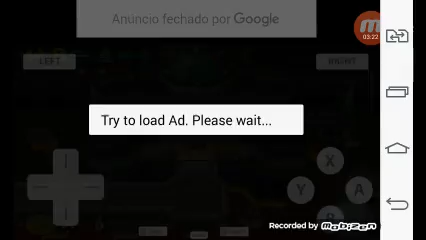 Anúncio fechado por Google
03:22
LEFT
RIGHT
Try to load Ad. Please wait...
X
Y
A
B
Recorded by Mobizen